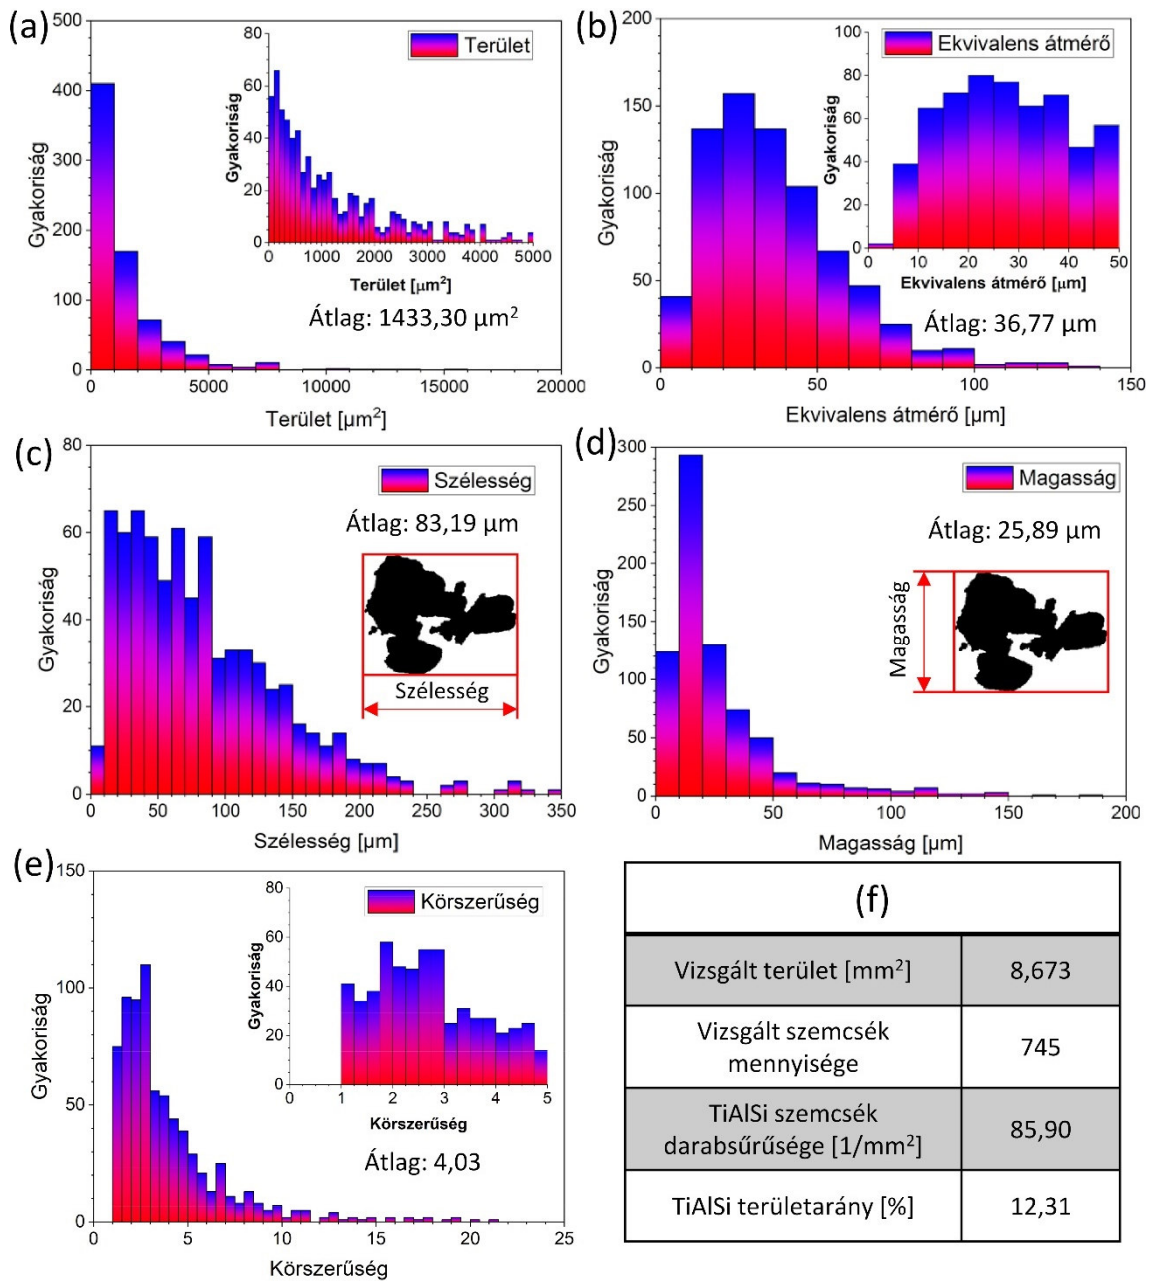 (a)
500
400
300
200
100
0
Gyakoriság
0
5000
10000
15000
20000
Terület [µm²]
Terület
80
60
40
20
0
Gyakoriság
0
1000
2000
3000
4000
5000
Terület [µm²]
Átlag: 1433,30 µm²
(b)
200
150
100
50
0
Gyakoriság
0
50
100
150
Ekvivalens átmérő [µm]
Ekvivalens átmérő
100
80
60
40
20
0
Gyakoriság
0
10
20
30
40
50
Ekvivalens átmérő [µm]
Átlag: 36,77 µm
(c)
80
60
40
20
0
Gyakoriság
0
50
100
150
200
250
300
350
Szélesség [µm]
Szélesség
Átlag: 83,19 µm
Szélesség
(d)
300
250
200
150
100
50
0
Gyakoriság
0
50
100
150
200
Magasság [µm]
Magasság
Átlag: 25,89 µm
Magasság
(e)
150
100
50
0
Gyakoriság
0
5
10
15
20
25
Körszerűség
Körszerűség
80
60
40
20
0
Gyakoriság
0
0
1
2
3
4
5
Körszerűség
Átlag: 4,03
(f)
Vizsgált terület [mm²]
8,673
Vizsgált szemcsék
mennyisége
745
TiAlSi szemcsék
darabsűrűsége [1/mm²]
85,90
TiAlSi területarány [%]
12,31